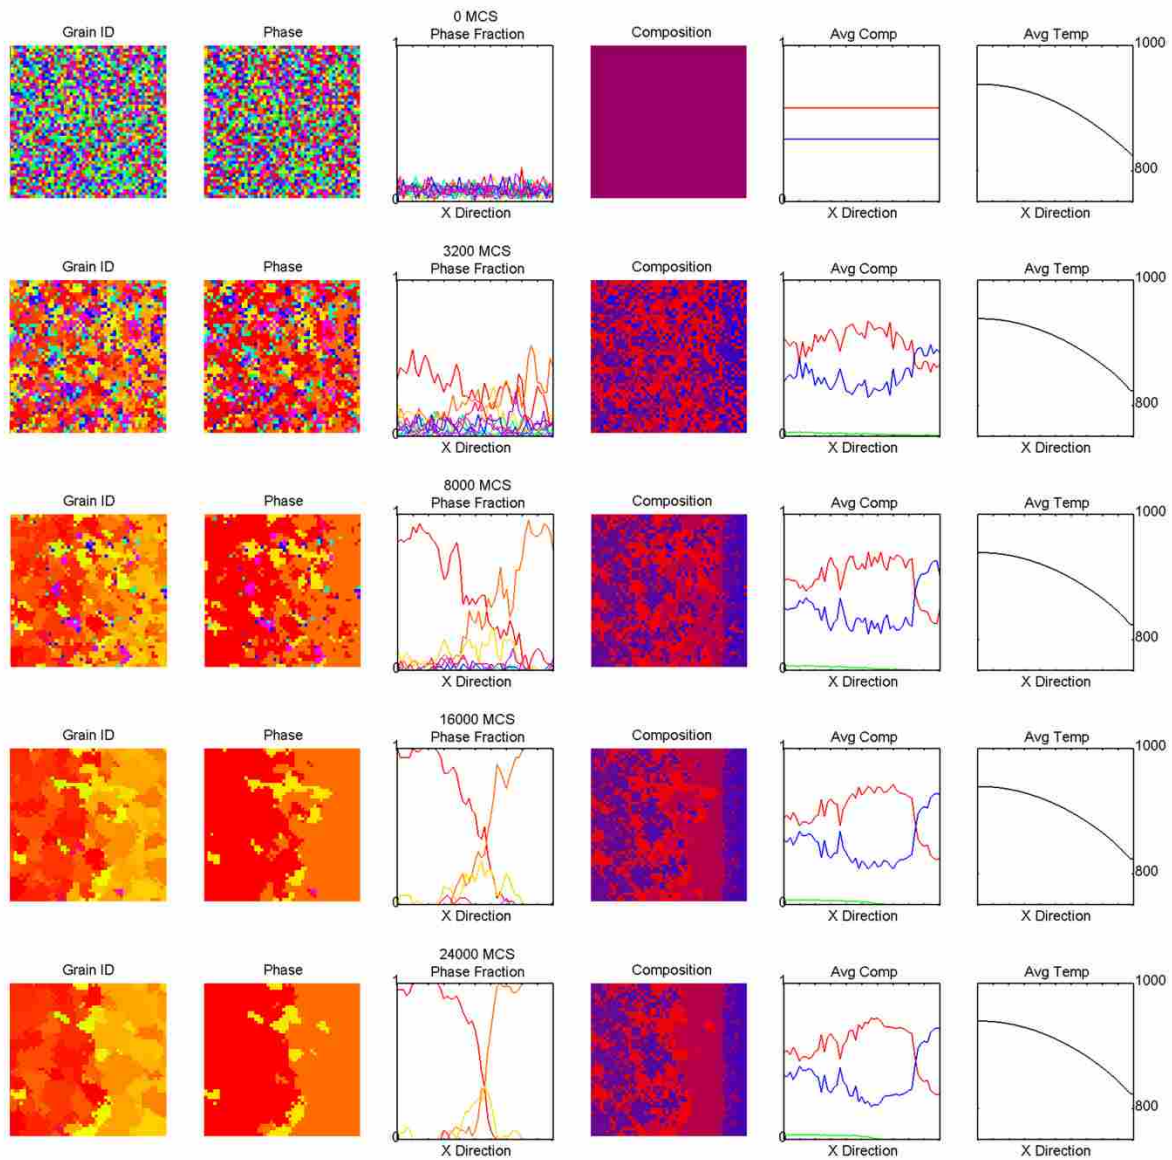 0 MCS
Grain ID Phase Phase Fraction Composition Avg Comp Avg Temp
1 1 1000
800
0 0
X Direction X Direction X Direction
3200 MCS
Grain ID Phase Phase Fraction Composition Avg Comp Avg Temp
1 1 1000
800
0 0
X Direction X Direction X Direction
8000 MCS
Grain ID Phase Phase Fraction Composition Avg Comp Avg Temp
1 1 1000
800
0 0
X Direction X Direction X Direction
16000 MCS
Grain ID Phase Phase Fraction Composition Avg Comp Avg Temp
1 1 1000
800
0 0
X Direction X Direction X Direction
24000 MCS
Grain ID Phase Phase Fraction Composition Avg Comp Avg Temp
1 1 1000
800
0 0
X Direction X Direction X Direction